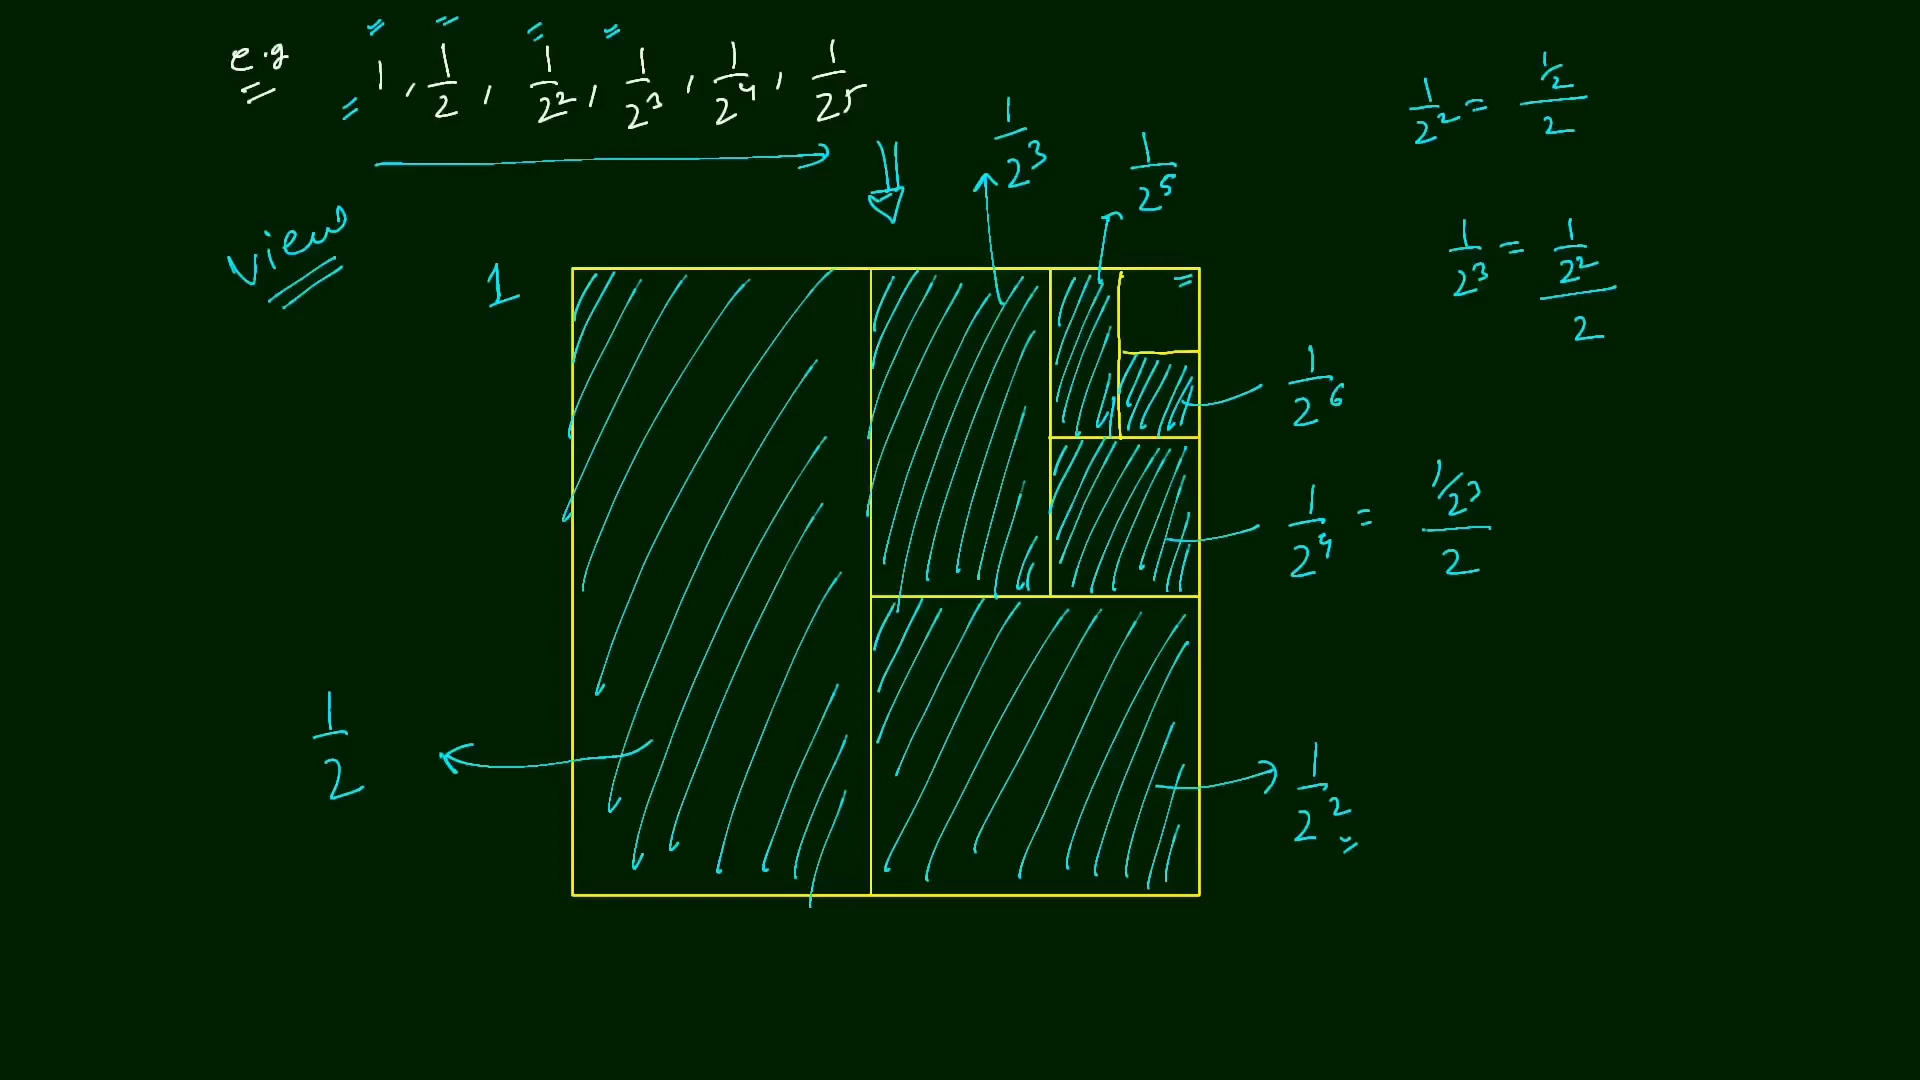 e.g 1, 1/2, 1/2², 1/2³, 1/2⁴, 1/2⁵
1/2² = (1/2)/2
1/2³
1/2⁵
view
1
1/2³ = (1/2²)/2
1/2⁶
1/2⁴ = (1/2³)/2
1/2
1/2²